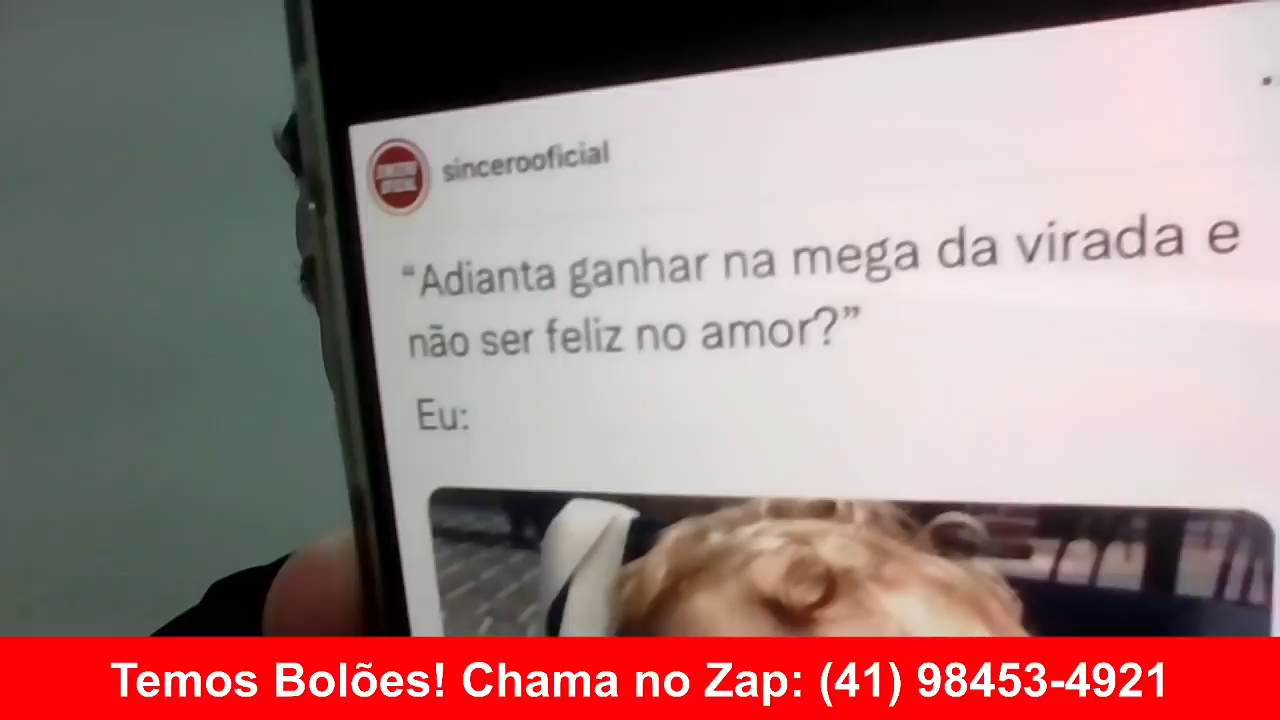 sincerooficial
“Adianta ganhar na mega da virada e
não ser feliz no amor?”
Eu:
Temos Bolões! Chama no Zap: (41) 98453-4921